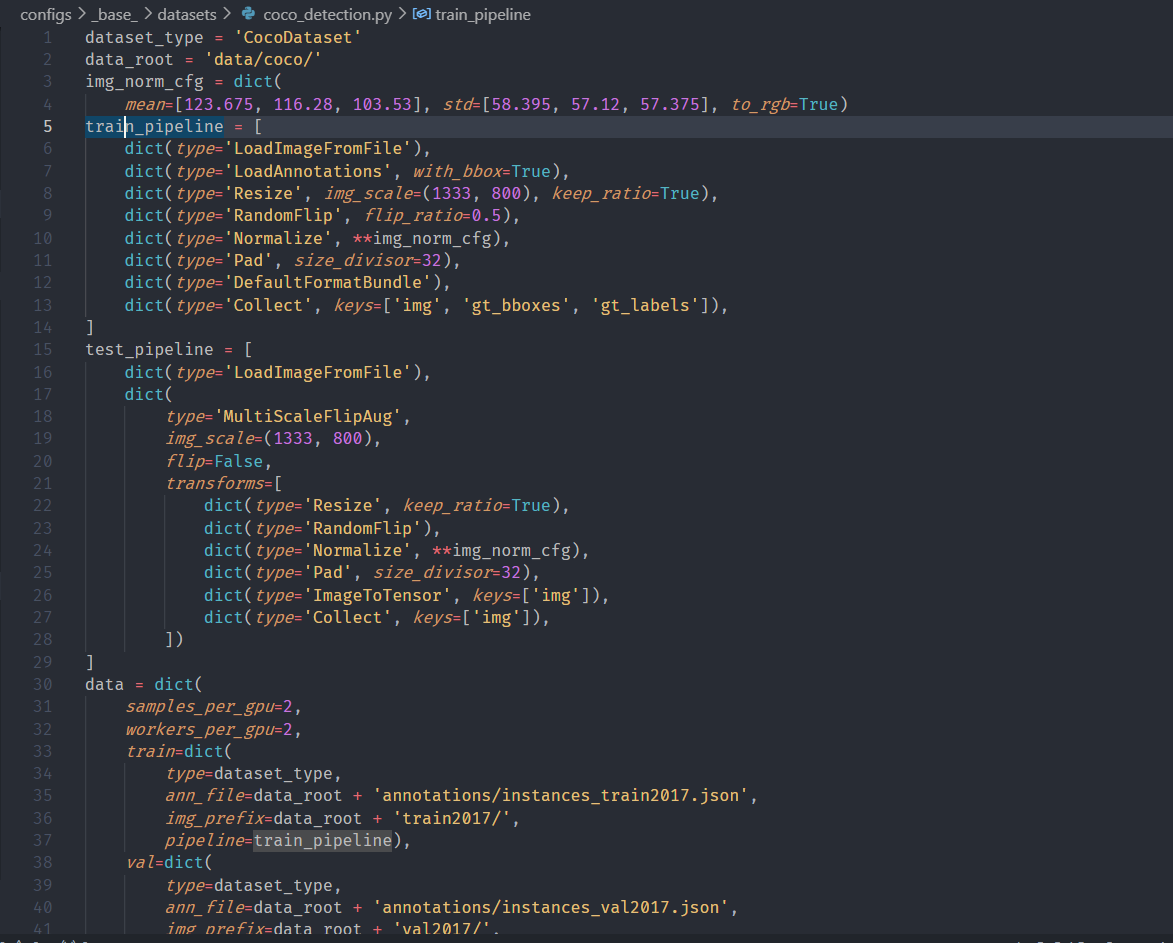 configs > _base_ > datasets > coco_detection.py > train_pipeline
1 dataset_type = 'CocoDataset'
2 data_root = 'data/coco/'
3 img_norm_cfg = dict(
4     mean=[123.675, 116.28, 103.53], std=[58.395, 57.12, 57.375], to_rgb=True)
5 train_pipeline = [
6     dict(type='LoadImageFromFile'),
7     dict(type='LoadAnnotations', with_bbox=True),
8     dict(type='Resize', img_scale=(1333, 800), keep_ratio=True),
9     dict(type='RandomFlip', flip_ratio=0.5),
10     dict(type='Normalize', **img_norm_cfg),
11     dict(type='Pad', size_divisor=32),
12     dict(type='DefaultFormatBundle'),
13     dict(type='Collect', keys=['img', 'gt_bboxes', 'gt_labels']),
14 ]
15 test_pipeline = [
16     dict(type='LoadImageFromFile'),
17     dict(
18         type='MultiScaleFlipAug',
19         img_scale=(1333, 800),
20         flip=False,
21         transforms=[
22             dict(type='Resize', keep_ratio=True),
23             dict(type='RandomFlip'),
24             dict(type='Normalize', **img_norm_cfg),
25             dict(type='Pad', size_divisor=32),
26             dict(type='ImageToTensor', keys=['img']),
27             dict(type='Collect', keys=['img']),
28         ])
29 ]
30 data = dict(
31     samples_per_gpu=2,
32     workers_per_gpu=2,
33     train=dict(
34         type=dataset_type,
35         ann_file=data_root + 'annotations/instances_train2017.json',
36         img_prefix=data_root + 'train2017/',
37         pipeline=train_pipeline),
38     val=dict(
39         type=dataset_type,
40         ann_file=data_root + 'annotations/instances_val2017.json',
41         img_prefix=data_root + 'val2017/',